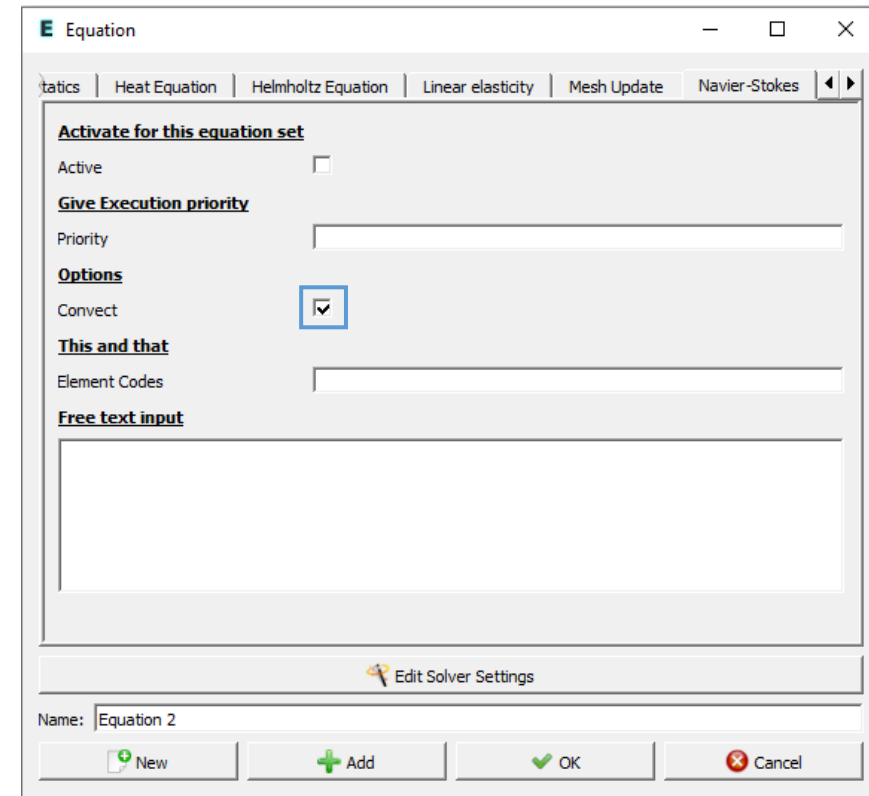 E Equation
tatics Heat Equation Helmholtz Equation Linear elasticity Mesh Update Navier-Stokes
Activate for this equation set
Active
Give Execution priority
Priority
Options
Convect
This and that
Element Codes
Free text input
Edit Solver Settings
Name: Equation 2
New Add OK Cancel